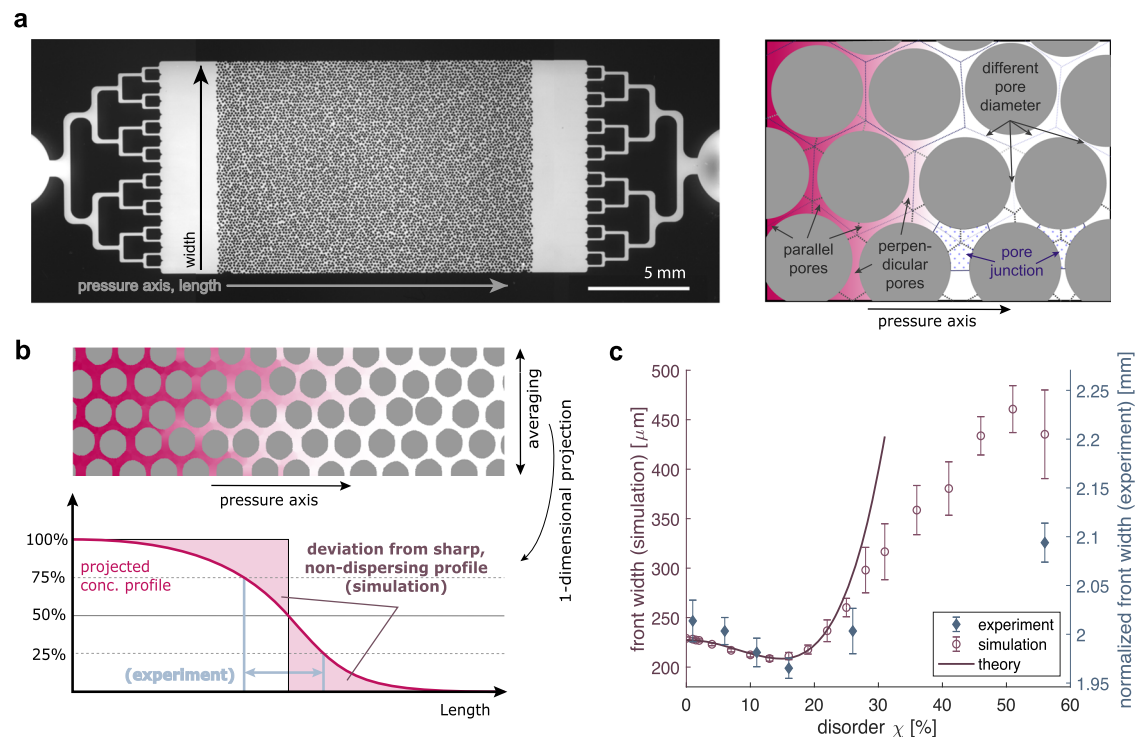 a
width
pressure axis, length
5 mm
different
pore
diameter
parallel
pores
perpen-
dicular
pores
pore
junction
pressure axis
b
averaging
1-dimensional projection
pressure axis
100%
75%
50%
25%
projected
conc. profile
deviation from sharp,
non-dispersing profile
(simulation)
(experiment)
Length
c
front width (simulation) [μm]
500
450
400
350
300
250
200
normalized front width (experiment) [mm]
2.25
2.2
2.15
2.1
2.05
2
1.95
experiment
simulation
theory
0 10 20 30 40 50 60
disorder χ [%]